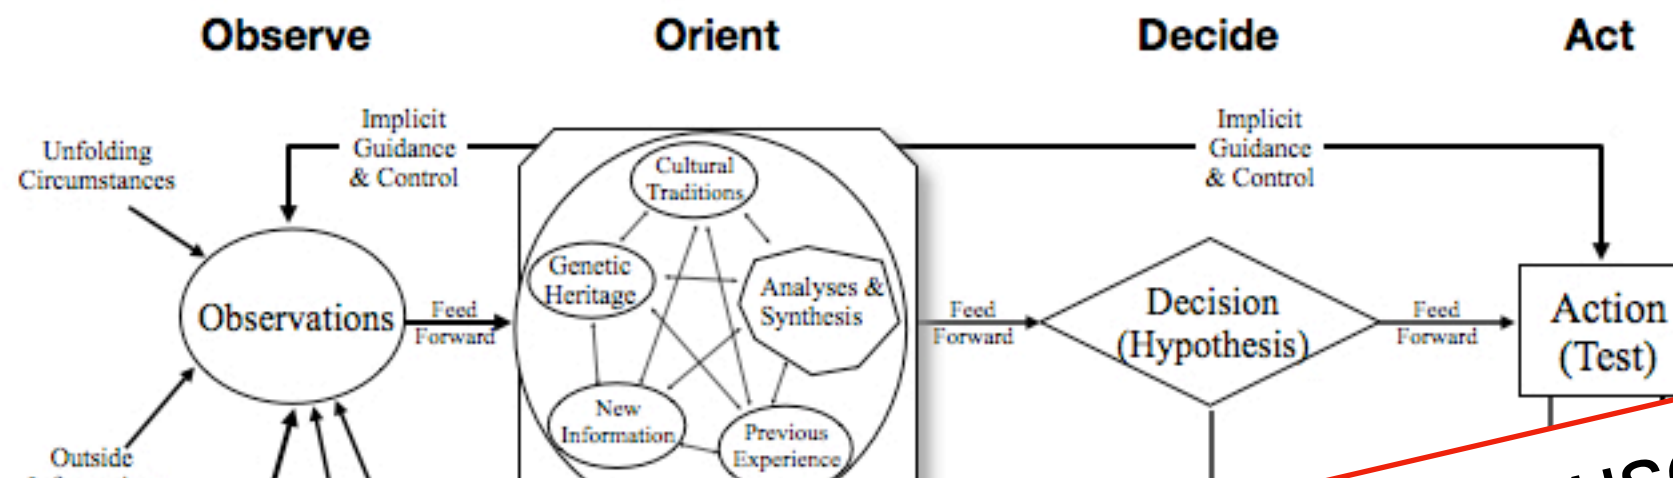 Observe
Orient
Decide
Act
Implicit
Guidance
& Control
Implicit
Guidance
& Control
Unfolding
Circumstances
Cultural
Traditions
Genetic
Heritage
Analyses &
Synthesis
New
Information
Previous
Experience
Observations
Feed
Forward
Feed
Forward
Decision
(Hypothesis)
Feed
Forward
Action
(Test)
Outside